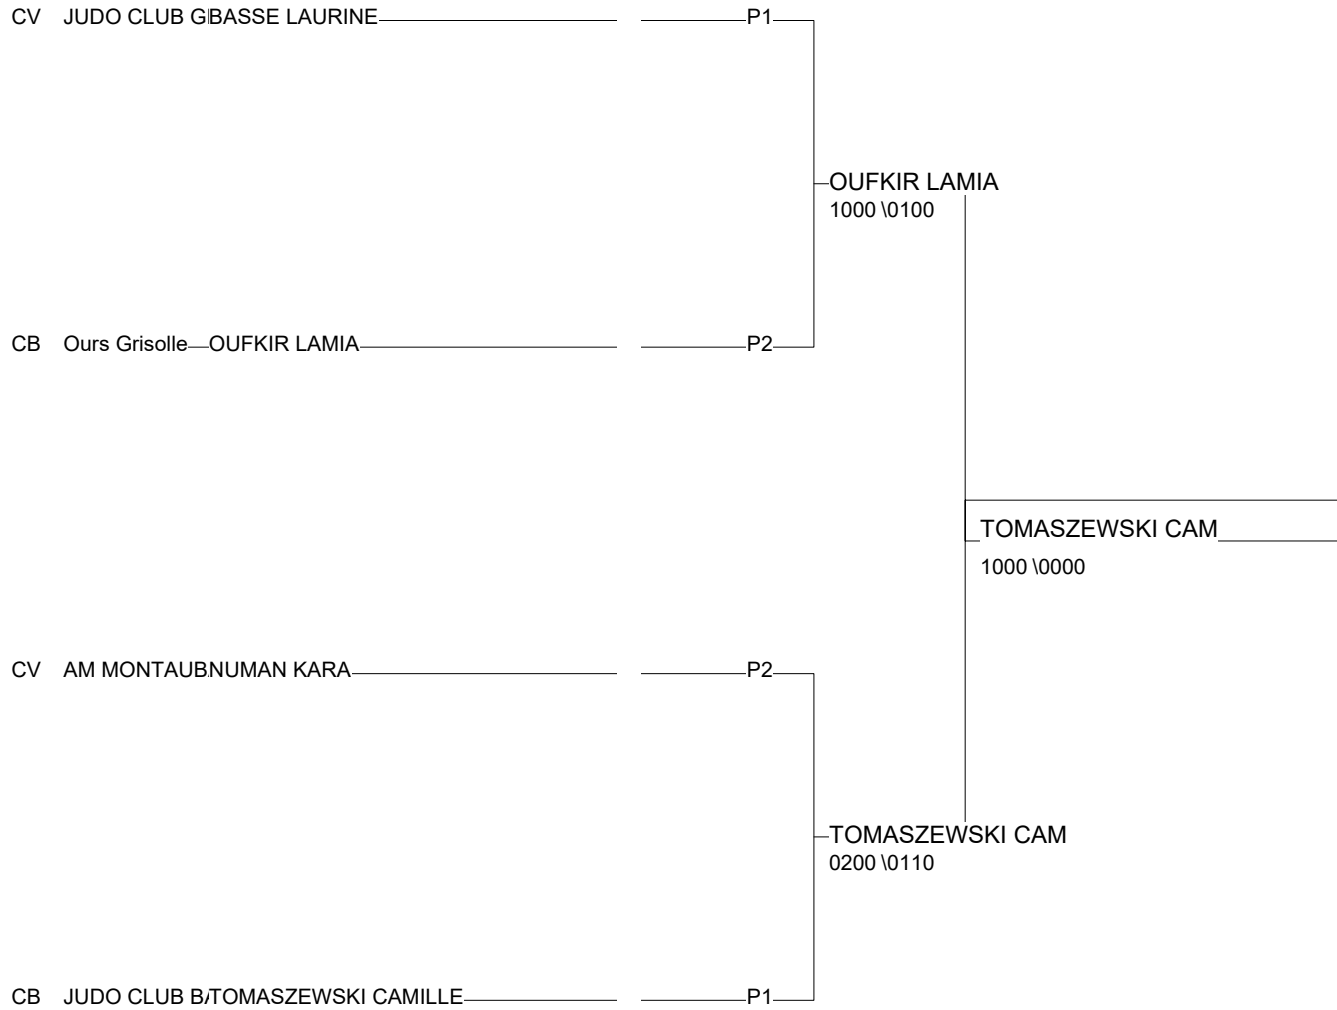 CV JUDO CLUB G BASSE LAURINE P1
OUFKIR LAMIA
1000 \0100
CB Ours Grisolle OUFKIR LAMIA P2
TOMASZEWSKI CAM
1000 \0000
CV AM MONTAUB NUMAN KARA P2
TOMASZEWSKI CAM
0200 \0110
CB JUDO CLUB BA TOMASZEWSKI CAMILLE P1